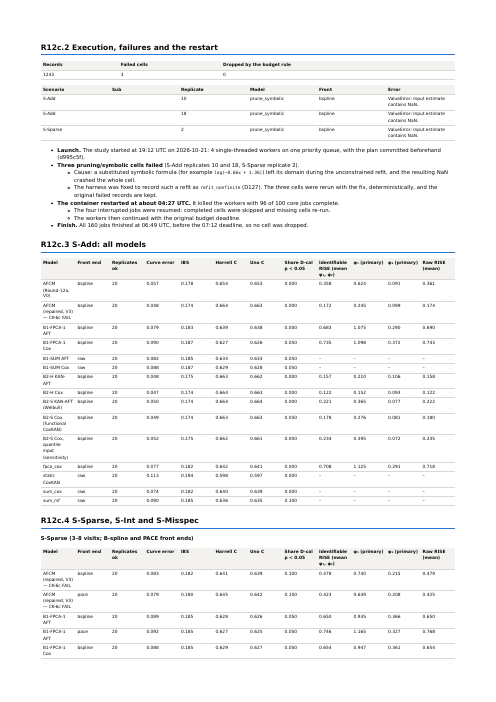 R12c.2 Execution, failures and the restart
Records Failed cells Dropped by the budget rule
1243 3 0
Scenario Sub Replicate Model Front Error
S-Add 10 prune_symbolic bspline ValueError: Input estimate contains NaN.
S-Add 18 prune_symbolic bspline ValueError: Input estimate contains NaN.
S-Sparse 2 prune_symbolic bspline ValueError: Input estimate contains NaN.
• Launch. The study started at 19:12 UTC on 2026-10-21: 4 single-threaded workers on one priority queue, with the plan committed beforehand
(d995c5f).
• Three pruning/symbolic cells failed (S-Add replicates 10 and 18, S-Sparse replicate 2).
Cause: a substituted symbolic formula (for example log(-0.66x + 1.36)) left its domain during the unconstrained refit, and the resulting NaN
crashed the whole cell.
The harness was fixed to record such a refit as refit_nonfinite (D127). The three cells were rerun with the fix, deterministically, and the
original failed records are kept.
• The container restarted at about 04:27 UTC. It killed the workers with 96 of 100 core jobs complete.
The four interrupted jobs were resumed: completed cells were skipped and missing cells re-run.
The workers then continued with the original budget deadline.
• Finish. All 160 jobs finished at 06:49 UTC, before the 07:12 deadline, so no cell was dropped.
R12c.3 S-Add: all models
Model Front end Replicates ok Curve error IBS Harrell C Uno C Share D-cal p < 0.05 Identifiable RISE (mean φ₁, φ₂) φ₁ (primary) φ₂ (primary) Raw RISE (mean)
AFCM (Round-12a, V0) bspline 20 0.057 0.178 0.654 0.653 0.000 0.358 0.624 0.091 0.361
AFCM (repaired, V3) — CK-6c FAIL bspline 20 0.048 0.174 0.664 0.663 0.000 0.172 0.245 0.099 0.174
B1-FPCA-1 AFT bspline 20 0.079 0.183 0.639 0.638 0.000 0.683 1.075 0.290 0.690
B1-FPCA-1 Cox bspline 20 0.090 0.187 0.627 0.626 0.050 0.735 1.098 0.372 0.743
B1-SUM AFT raw 20 0.082 0.185 0.634 0.633 0.050 – – – –
B1-SUM Cox raw 20 0.088 0.187 0.629 0.628 0.050 – – – –
B2-H KAN-AFT bspline 20 0.048 0.175 0.663 0.662 0.000 0.157 0.210 0.106 0.158
B2-H Cox bspline 20 0.047 0.174 0.664 0.663 0.000 0.122 0.152 0.093 0.122
B2-S KAN-AFT (Weibull) bspline 20 0.050 0.174 0.664 0.664 0.000 0.221 0.365 0.077 0.222
B2-S Cox (functional CoxKAN) bspline 20 0.049 0.174 0.663 0.663 0.050 0.178 0.276 0.081 0.180
B2-S Cox, quantile input (sensitivity) bspline 20 0.052 0.175 0.662 0.661 0.000 0.234 0.395 0.072 0.235
fpca_cox bspline 20 0.077 0.182 0.642 0.641 0.000 0.708 1.125 0.291 0.718
static CoxKAN raw 20 0.113 0.194 0.598 0.597 0.000 – – – –
sum_cox raw 20 0.074 0.182 0.640 0.639 0.000 – – – –
sum_rsf raw 20 0.090 0.185 0.636 0.635 0.100 – – – –
R12c.4 S-Sparse, S-Int and S-Misspec
S-Sparse (3–8 visits; B-spline and PACE front ends)
Model Front end Replicates ok Curve error IBS Harrell C Uno C Share D-cal p < 0.05 Identifiable RISE (mean φ₁, φ₂) φ₁ (primary) φ₂ (primary) Raw RISE (mean)
AFCM (repaired, V3) — CK-6c FAIL bspline 20 0.083 0.182 0.641 0.639 0.100 0.478 0.740 0.215 0.479
AFCM (repaired, V3) — CK-6c FAIL pace 20 0.079 0.180 0.645 0.642 0.100 0.423 0.639 0.208 0.425
B1-FPCA-1 AFT bspline 20 0.089 0.185 0.628 0.626 0.050 0.650 0.935 0.366 0.650
B1-FPCA-1 AFT pace 20 0.092 0.185 0.627 0.625 0.050 0.746 1.165 0.327 0.768
B1-FPCA-1 Cox bspline 20 0.088 0.185 0.629 0.627 0.050 0.654 0.947 0.361 0.654